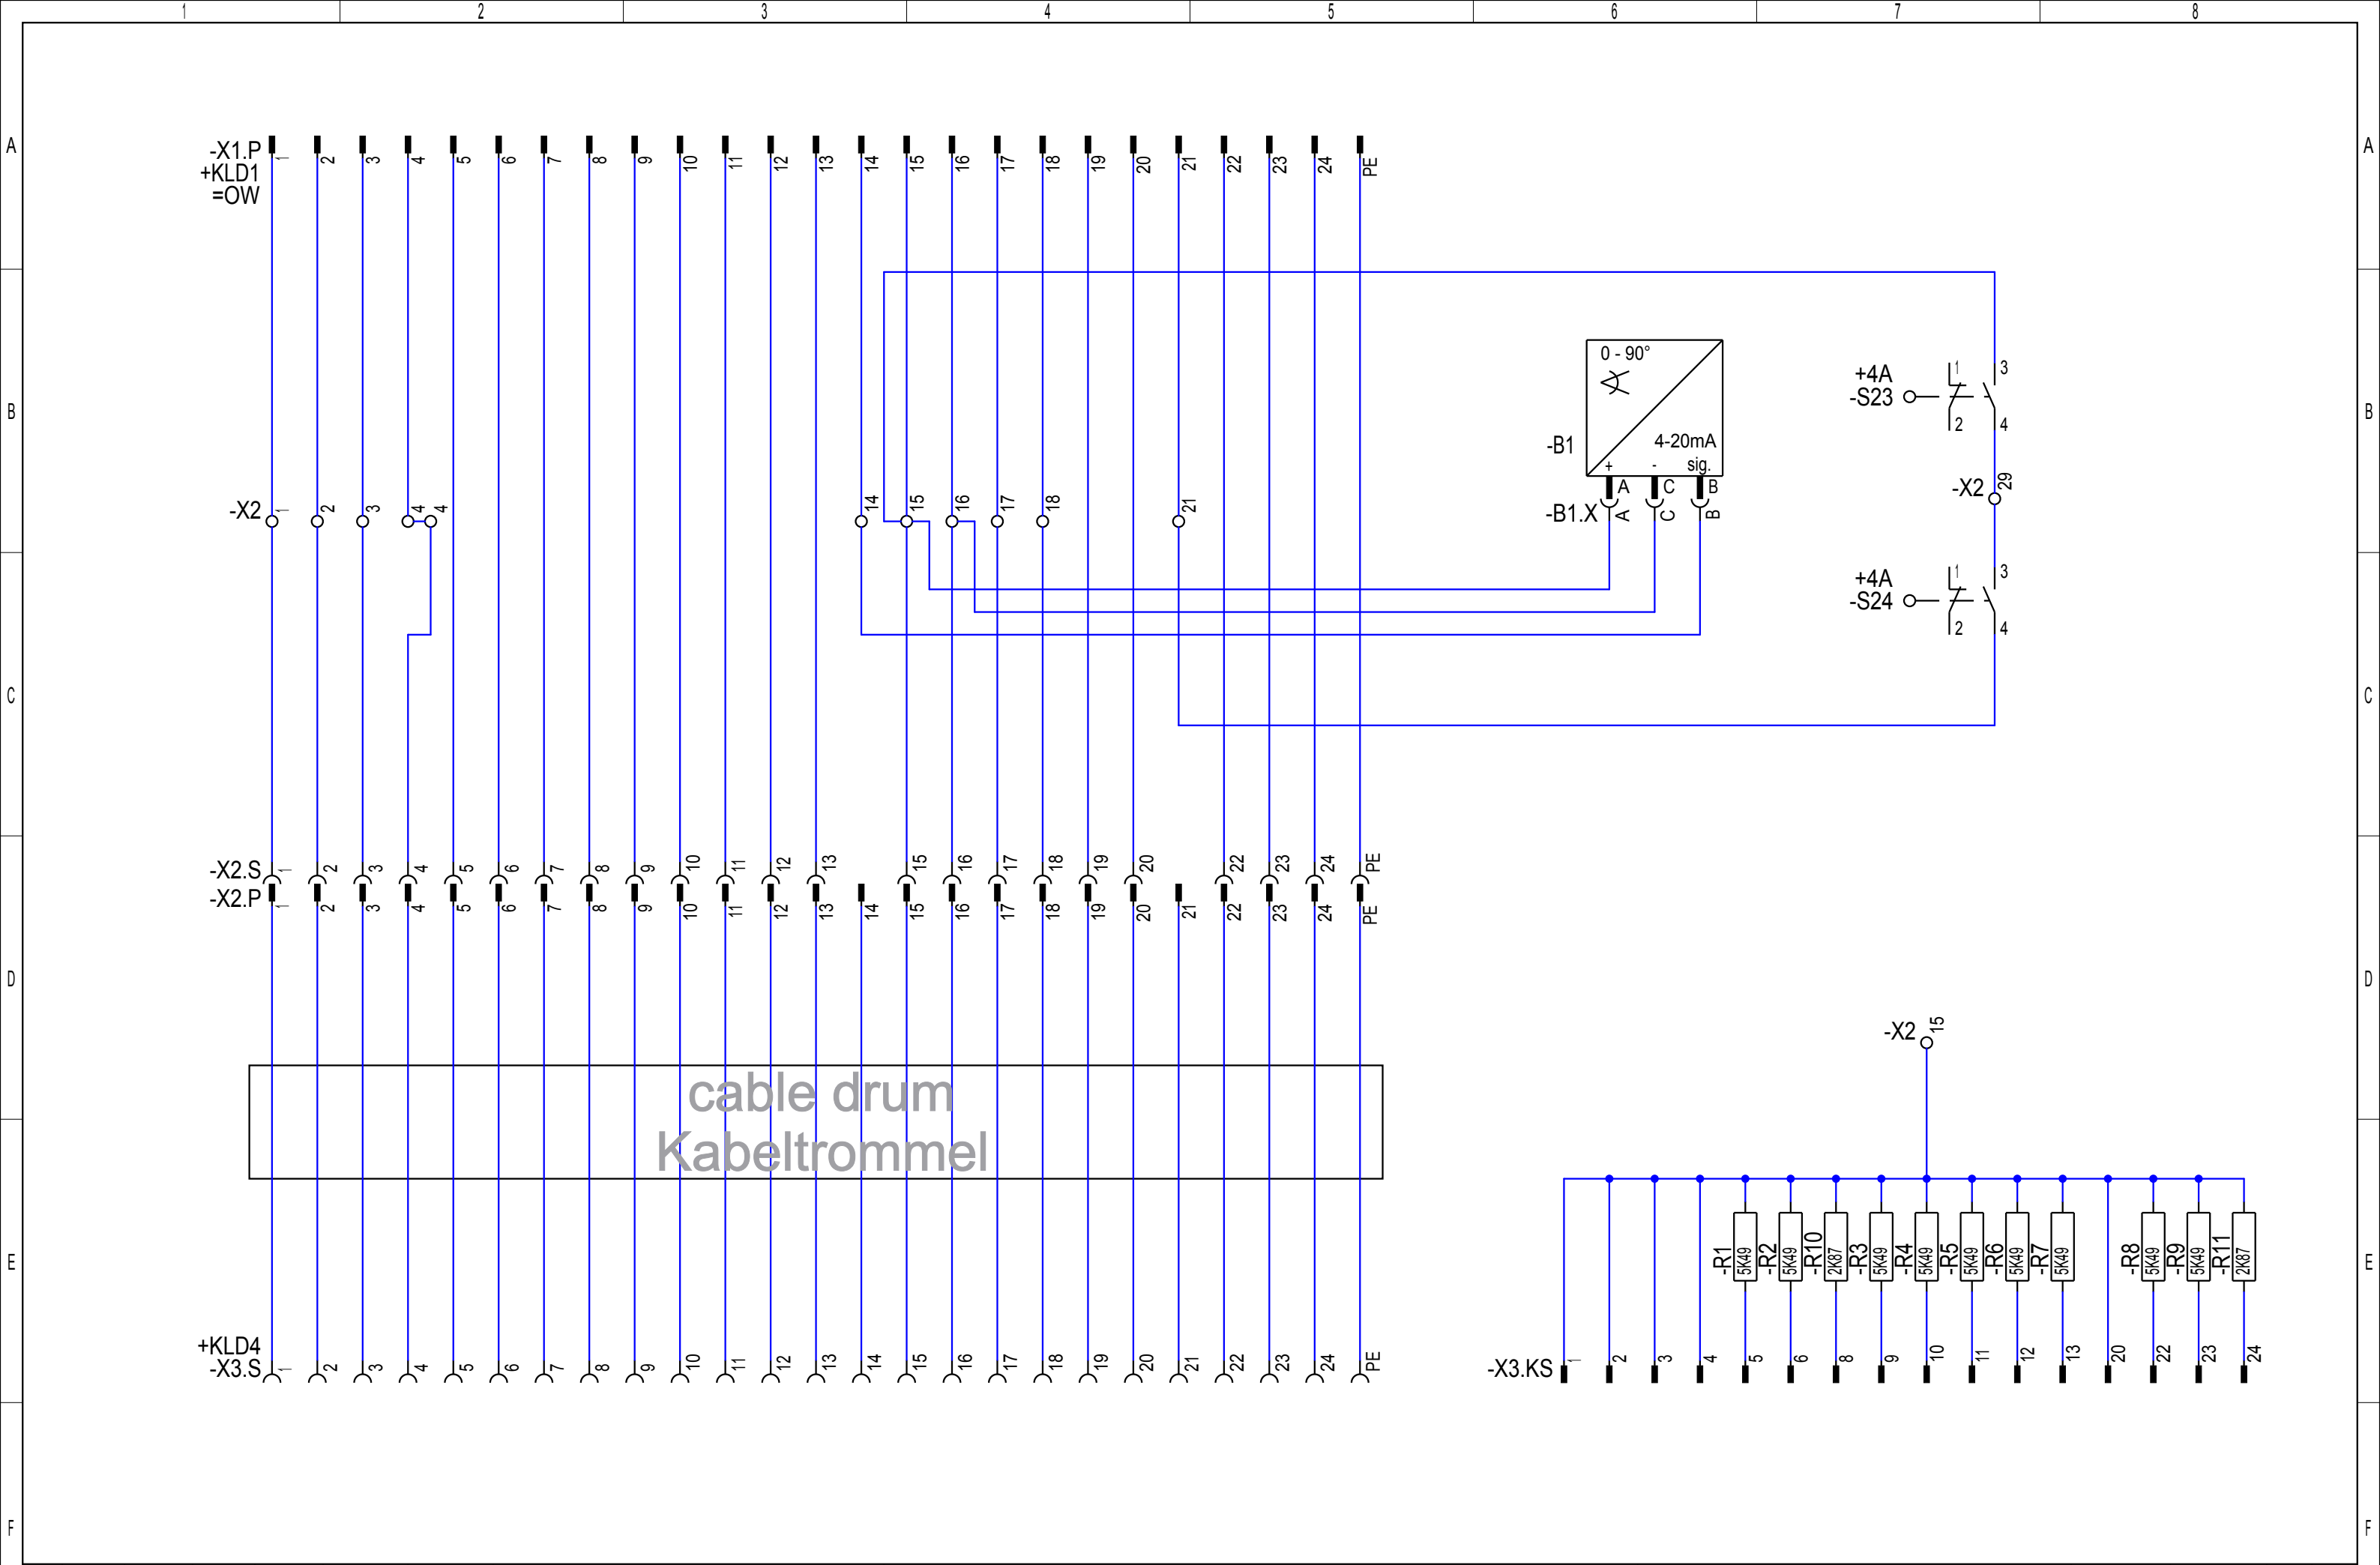 1 2 3 4 5 6 7 8
A A
-X1.P 1 2 3 4 5 6 7 8 9 10 11 12 13 14 15 16 17 18 19 20 21 22 23 24 PE
+KLD1
=OW
0 - 90°
+4A 1 3
-S23
B B
2 4
-B1 4-20mA
+ - sig.
A C B
-X2 29
-X2 1 2 3 4 4 14 15 16 17 18 21
-B1.X A C B
+4A 1 3
-S24
2 4
C C
-X2.S 1 2 3 4 5 6 7 8 9 10 11 12 13 15 16 17 18 19 20 22 23 24 PE
-X2.P 1 2 3 4 5 6 7 8 9 10 11 12 13 14 15 16 17 18 19 20 21 22 23 24 PE
D D
-X2 15
cable drum
Kabeltrommel
E E
-R1 5K49 -R2 5K49 -R10 2K87 -R3 5K49 -R4 5K49 -R5 5K49 -R6 5K49 -R7 5K49 -R8 5K49 -R9 5K49 -R11 2K87
+KLD4
-X3.S 1 2 3 4 5 6 7 8 9 10 11 12 13 14 15 16 17 18 19 20 21 22 23 24 PE
-X3.KS 1 2 3 4 5 6 8 9 10 11 12 13 20 22 23 24
F F